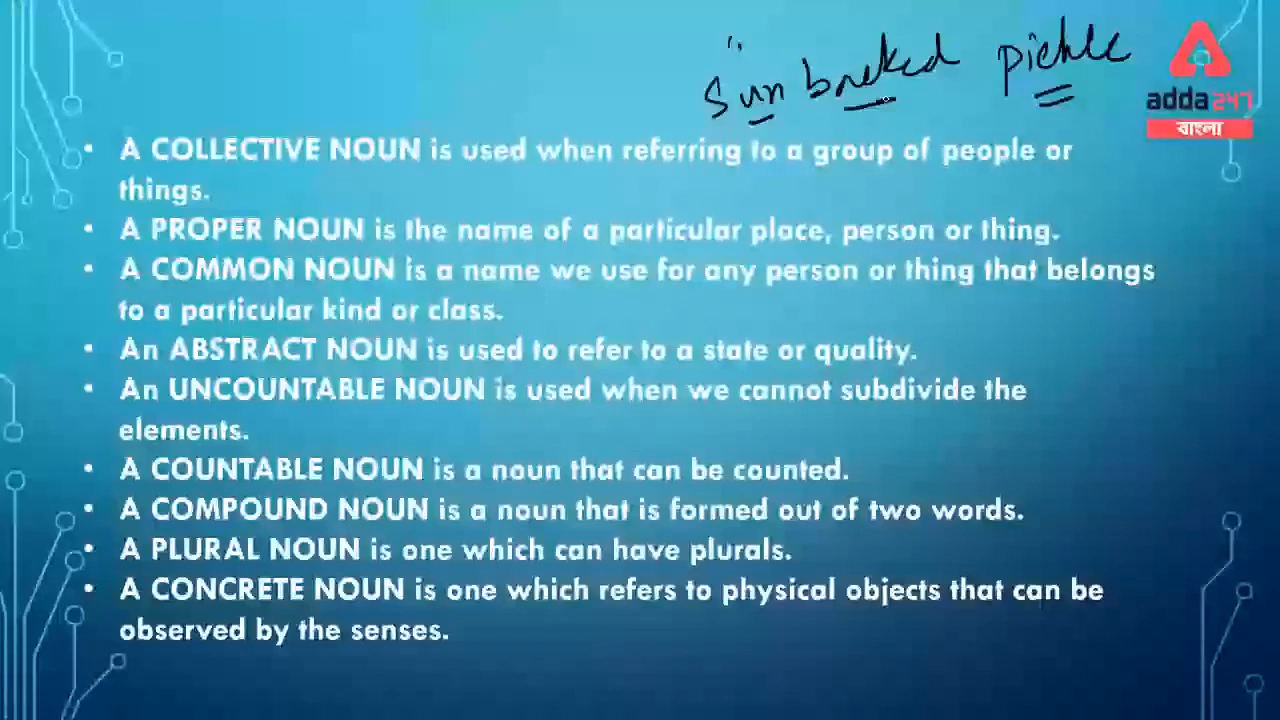 Sun baked pickle
adda247
বাংলা
• A COLLECTIVE NOUN is used when referring to a group of people or
things.
• A PROPER NOUN is the name of a particular place, person or thing.
• A COMMON NOUN is a name we use for any person or thing that belongs
to a particular kind or class.
• An ABSTRACT NOUN is used to refer to a state or quality.
• An UNCOUNTABLE NOUN is used when we cannot subdivide the
elements.
• A COUNTABLE NOUN is a noun that can be counted.
• A COMPOUND NOUN is a noun that is formed out of two words.
• A PLURAL NOUN is one which can have plurals.
• A CONCRETE NOUN is one which refers to physical objects that can be
observed by the senses.